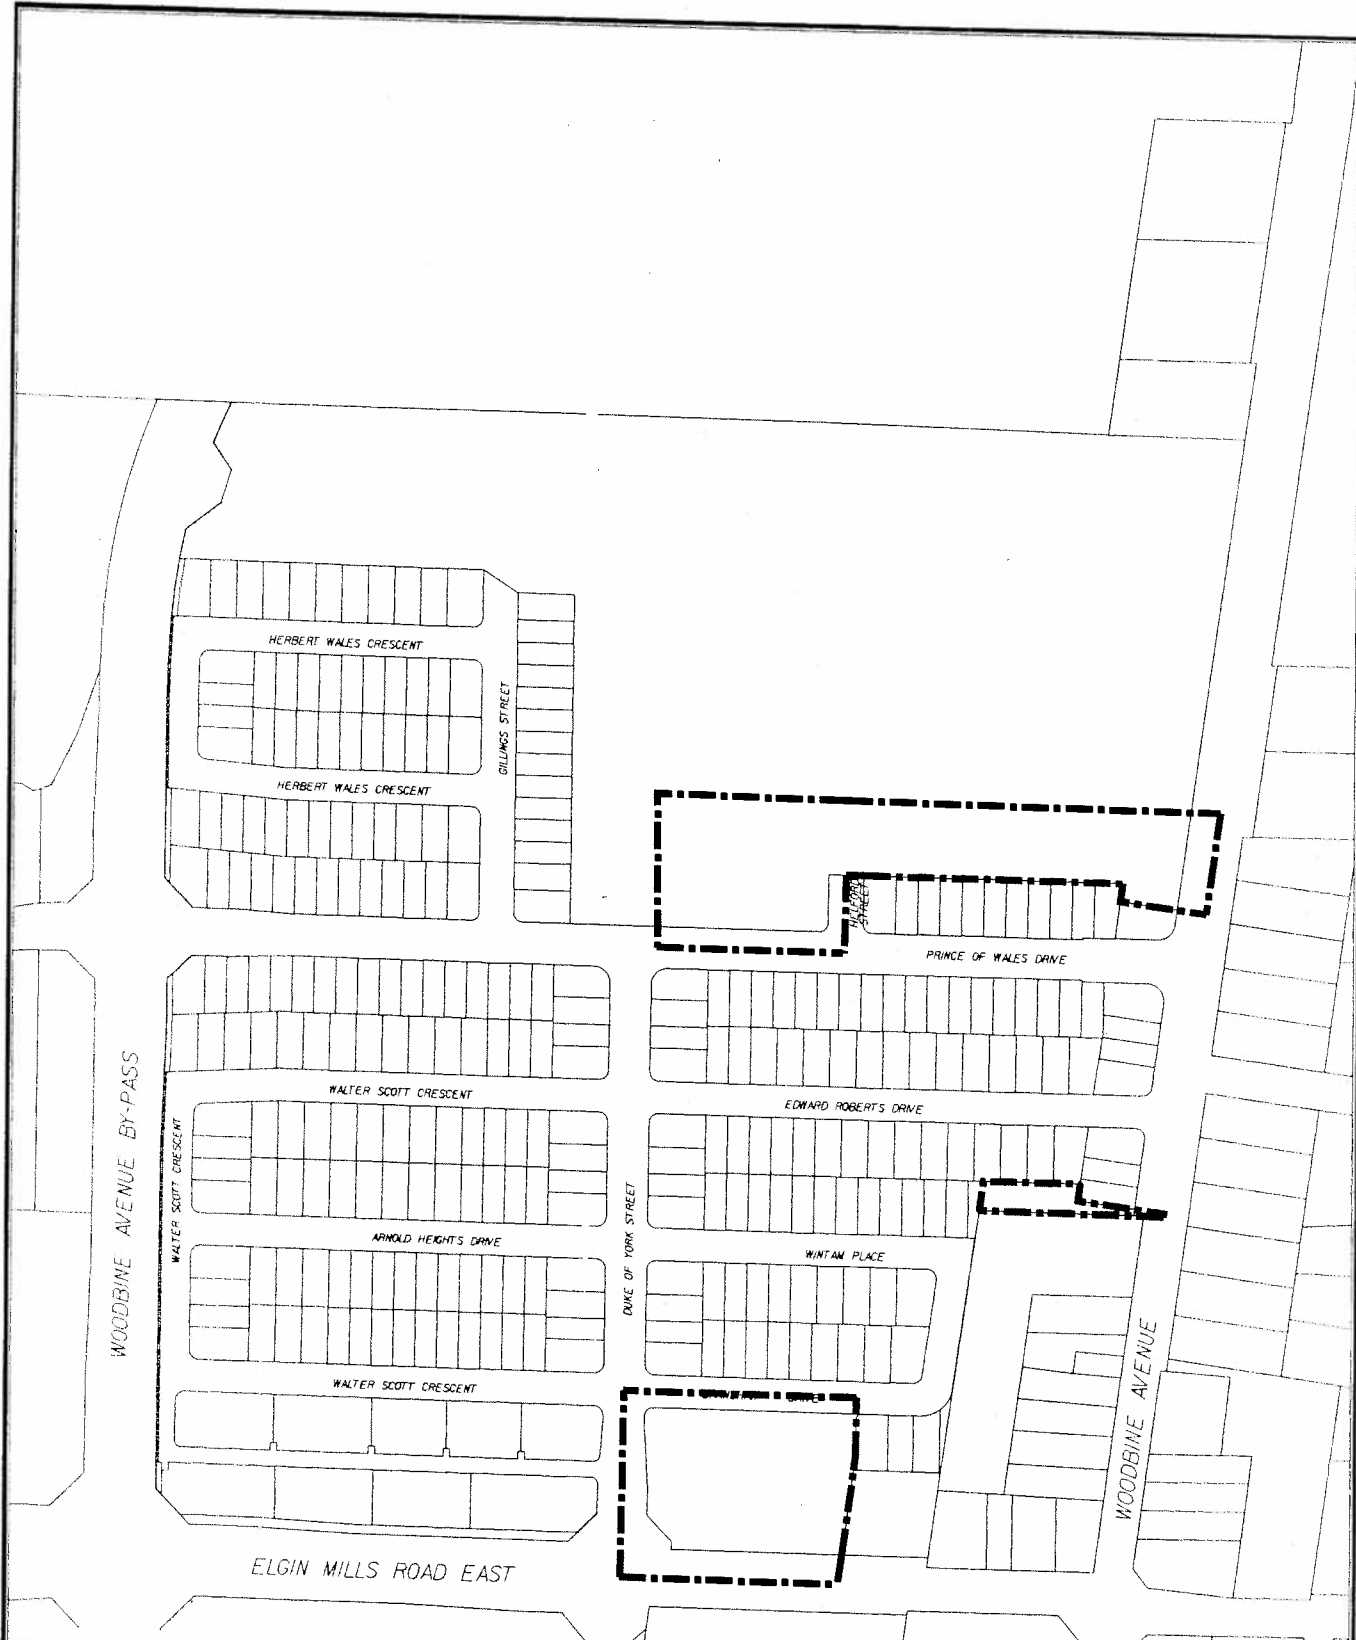 HERBERT WALES CRESCENT
GILLINGS STREET
HERBERT WALES CRESCENT
STREET
PRINCE OF WALES DRIVE
WOODBINE AVENUE BY-PASS
WALTER SCOTT CRESCENT
EDWARD ROBERTS DRIVE
WALTER SCOTT CRESCENT
DUKE OF YORK STREET
ARNOLD HEIGHTS DRIVE
WINTAM PLACE
WOODBINE AVENUE
WALTER SCOTT CRESCENT
DRIVE
ELGIN MILLS ROAD EAST